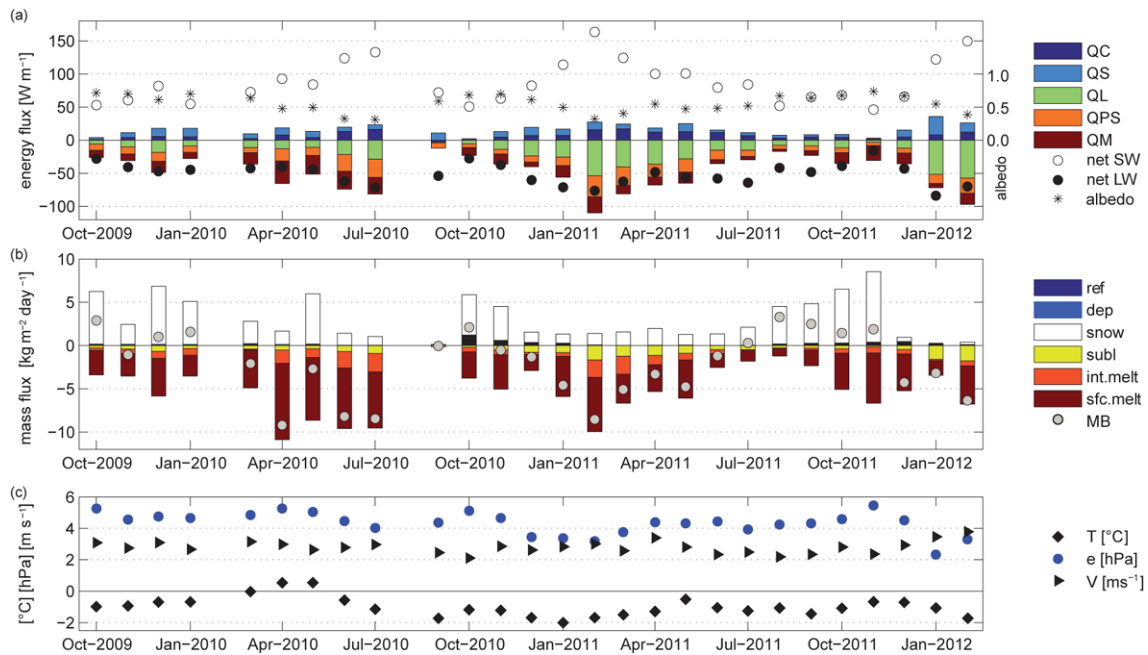 (a)
150
100
50
0
−50
−100
energy flux [W m⁻¹]
1.0
0.5
0.0
albedo
Oct−2009
Jan−2010
Apr−2010
Jul−2010
Oct−2010
Jan−2011
Apr−2011
Jul−2011
Oct−2011
Jan−2012
QC
QS
QL
QPS
QM
net SW
net LW
albedo
(b)
10
5
0
−5
−10
mass flux [kg m⁻² day⁻¹]
Oct−2009
Jan−2010
Apr−2010
Jul−2010
Oct−2010
Jan−2011
Apr−2011
Jul−2011
Oct−2011
Jan−2012
ref
dep
snow
subl
int.melt
sfc.melt
MB
(c)
6
4
2
0
−2
[°C] [hPa] [m s⁻¹]
Oct−2009
Jan−2010
Apr−2010
Jul−2010
Oct−2010
Jan−2011
Apr−2011
Jul−2011
Oct−2011
Jan−2012
T [°C]
e [hPa]
V [ms⁻¹]